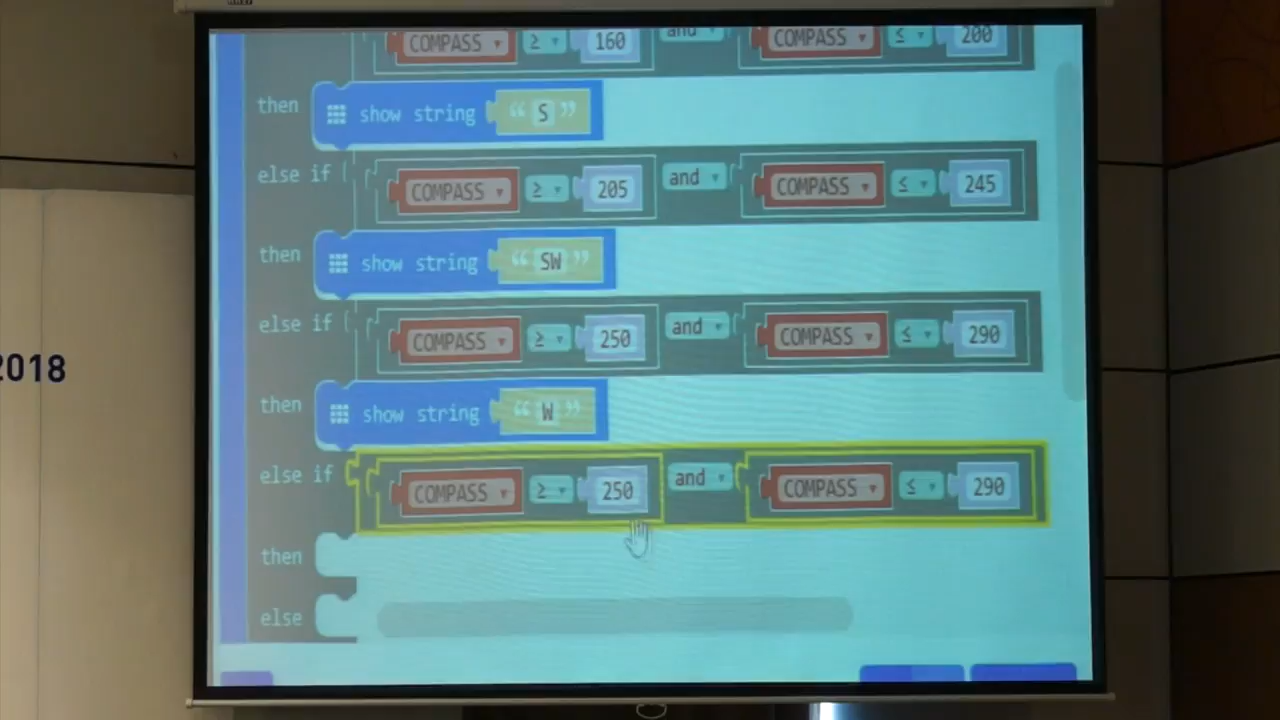 COMPASS ≥ 160 and COMPASS ≤ 200
then show string “ S ”
else if COMPASS ≥ 205 and COMPASS ≤ 245
then show string “ SW ”
else if COMPASS ≥ 250 and COMPASS ≤ 290
then show string “ W ”
else if COMPASS ≥ 250 and COMPASS ≤ 290
then
else
2018